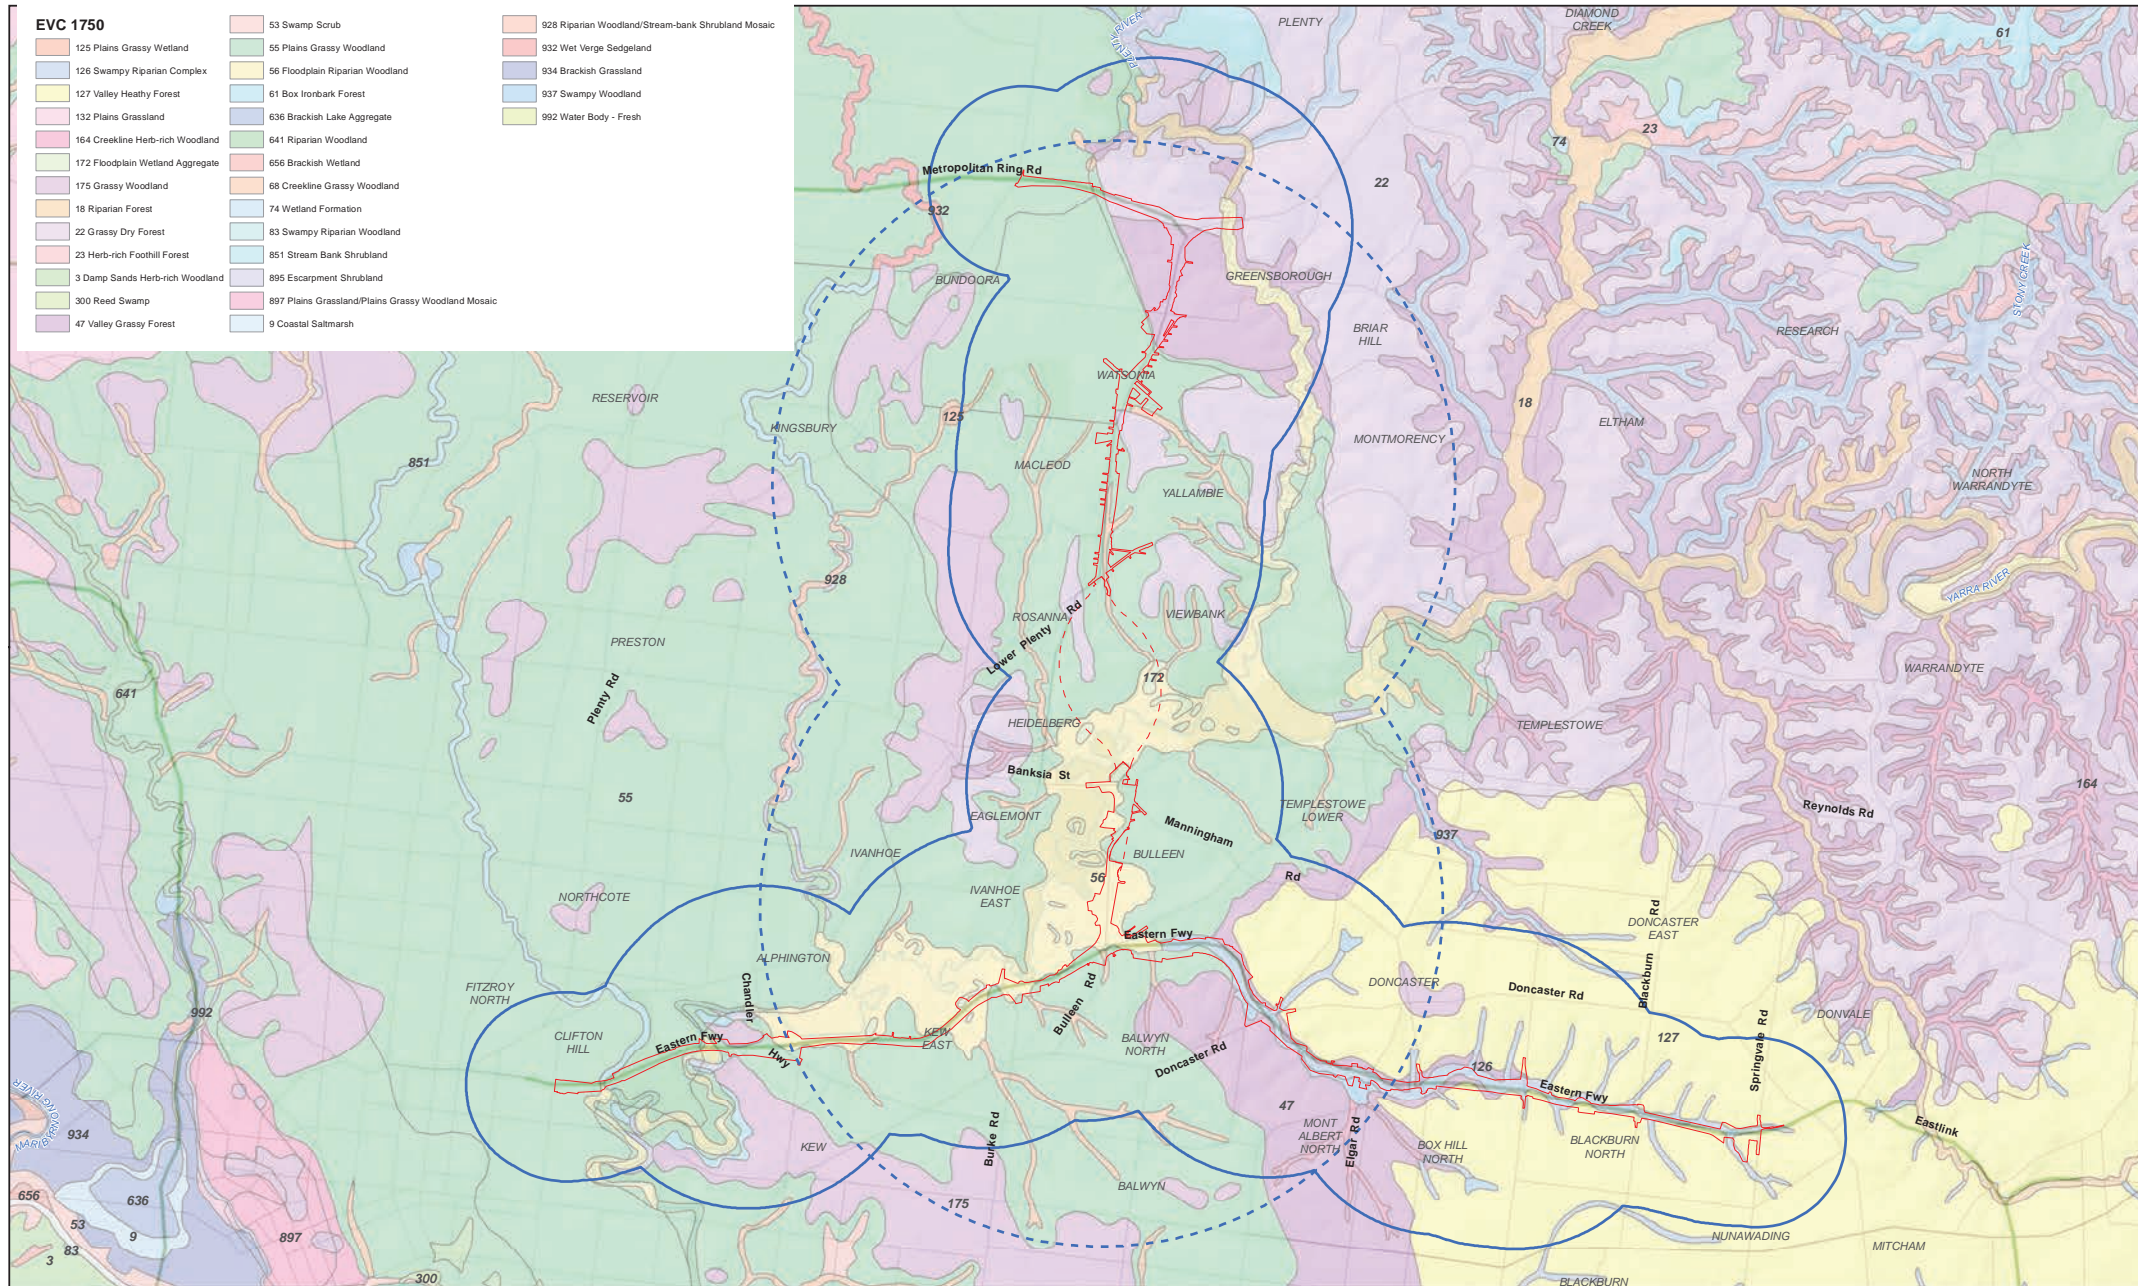 EVC 1750
125 Plains Grassy Wetland
126 Swampy Riparian Complex
127 Valley Heathy Forest
132 Plains Grassland
164 Creekline Herb-rich Woodland
172 Floodplain Wetland Aggregate
175 Grassy Woodland
18 Riparian Forest
22 Grassy Dry Forest
23 Herb-rich Foothill Forest
3 Damp Sands Herb-rich Woodland
300 Reed Swamp
47 Valley Grassy Forest
53 Swamp Scrub
55 Plains Grassy Woodland
56 Floodplain Riparian Woodland
61 Box Ironbark Forest
636 Brackish Lake Aggregate
641 Riparian Woodland
656 Brackish Wetland
68 Creekline Grassy Woodland
74 Wetland Formation
83 Swampy Riparian Woodland
851 Stream Bank Shrubland
895 Escarpment Shrubland
897 Plains Grassland/Plains Grassy Woodland Mosaic
9 Coastal Saltmarsh
928 Riparian Woodland/Stream-bank Shrubland Mosaic
932 Wet Verge Sedgeland
934 Brackish Grassland
937 Swampy Woodland
992 Water Body - Fresh
PLENTY RIVER
PLENTY
DIAMOND
CREEK
61
23
74
22
Metropolitan Ring Rd
932
BUNDOORA
GREENSBOROUGH
STONY CREEK
BRIAR
HILL
RESEARCH
WATSONIA
RESERVOIR
KINGSBURY
125
18
ELTHAM
MONTMORENCY
851
MACLEOD
YALLAMBIE
NORTH
WARRANDYTE
928
YARRA RIVER
ROSANNA
Lower Plenty Rd
VIEWBANK
PRESTON
WARRANDYTE
641
Plenty Rd
172
HEIDELBERG
TEMPLESTOWE
Banksia St
55
164
EAGLEMONT
TEMPLESTOWE
LOWER
Reynolds Rd
Manningham
Rd
937
IVANHOE
BULLEEN
56
IVANHOE
EAST
NORTHCOTE
Blackburn Rd
DONCASTER
EAST
Eastern Fwy
ALPHINGTON
FITZROY
NORTH
Chandler
Hwy
DONCASTER
Doncaster Rd
Bulleen Rd
992
DONVALE
CLIFTON
HILL
Eastern Fwy
KEW
EAST
BALWYN
NORTH
Doncaster Rd
127
Springvale Rd
126
Eastern Fwy
MARIBYRNONG RIVER
934
47
MONT
ALBERT
NORTH
Elgar Rd
BOX HILL
NORTH
BLACKBURN
NORTH
Eastlink
KEW
Burke Rd
BALWYN
656
636
175
53
9
83
3
897
NUNAWADING
MITCHAM
300
BLACKBURN